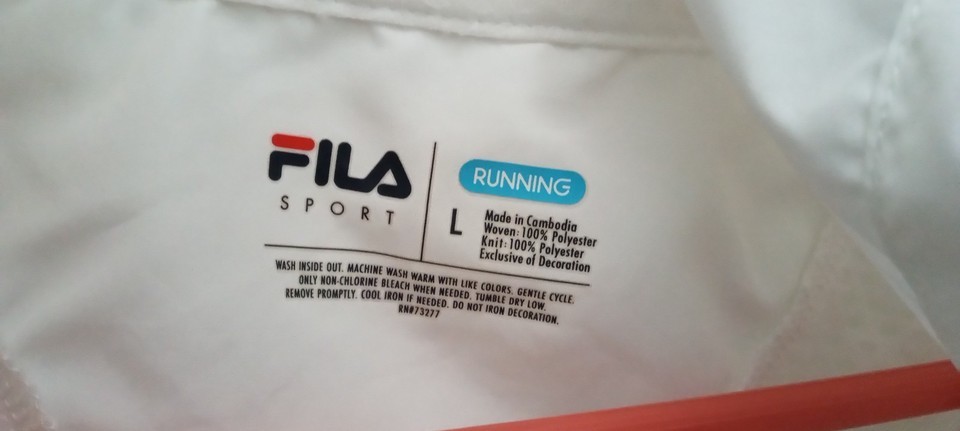 FILA
SPORT
RUNNING
L
Made in Cambodia
Woven: 100% Polyester
Knit: 100% Polyester
Exclusive of Decoration
WASH INSIDE OUT. MACHINE WASH WARM WITH LIKE COLORS. GENTLE CYCLE.
ONLY NON-CHLORINE BLEACH WHEN NEEDED. TUMBLE DRY LOW.
REMOVE PROMPTLY. COOL IRON IF NEEDED. DO NOT IRON DECORATION.
RN#73277